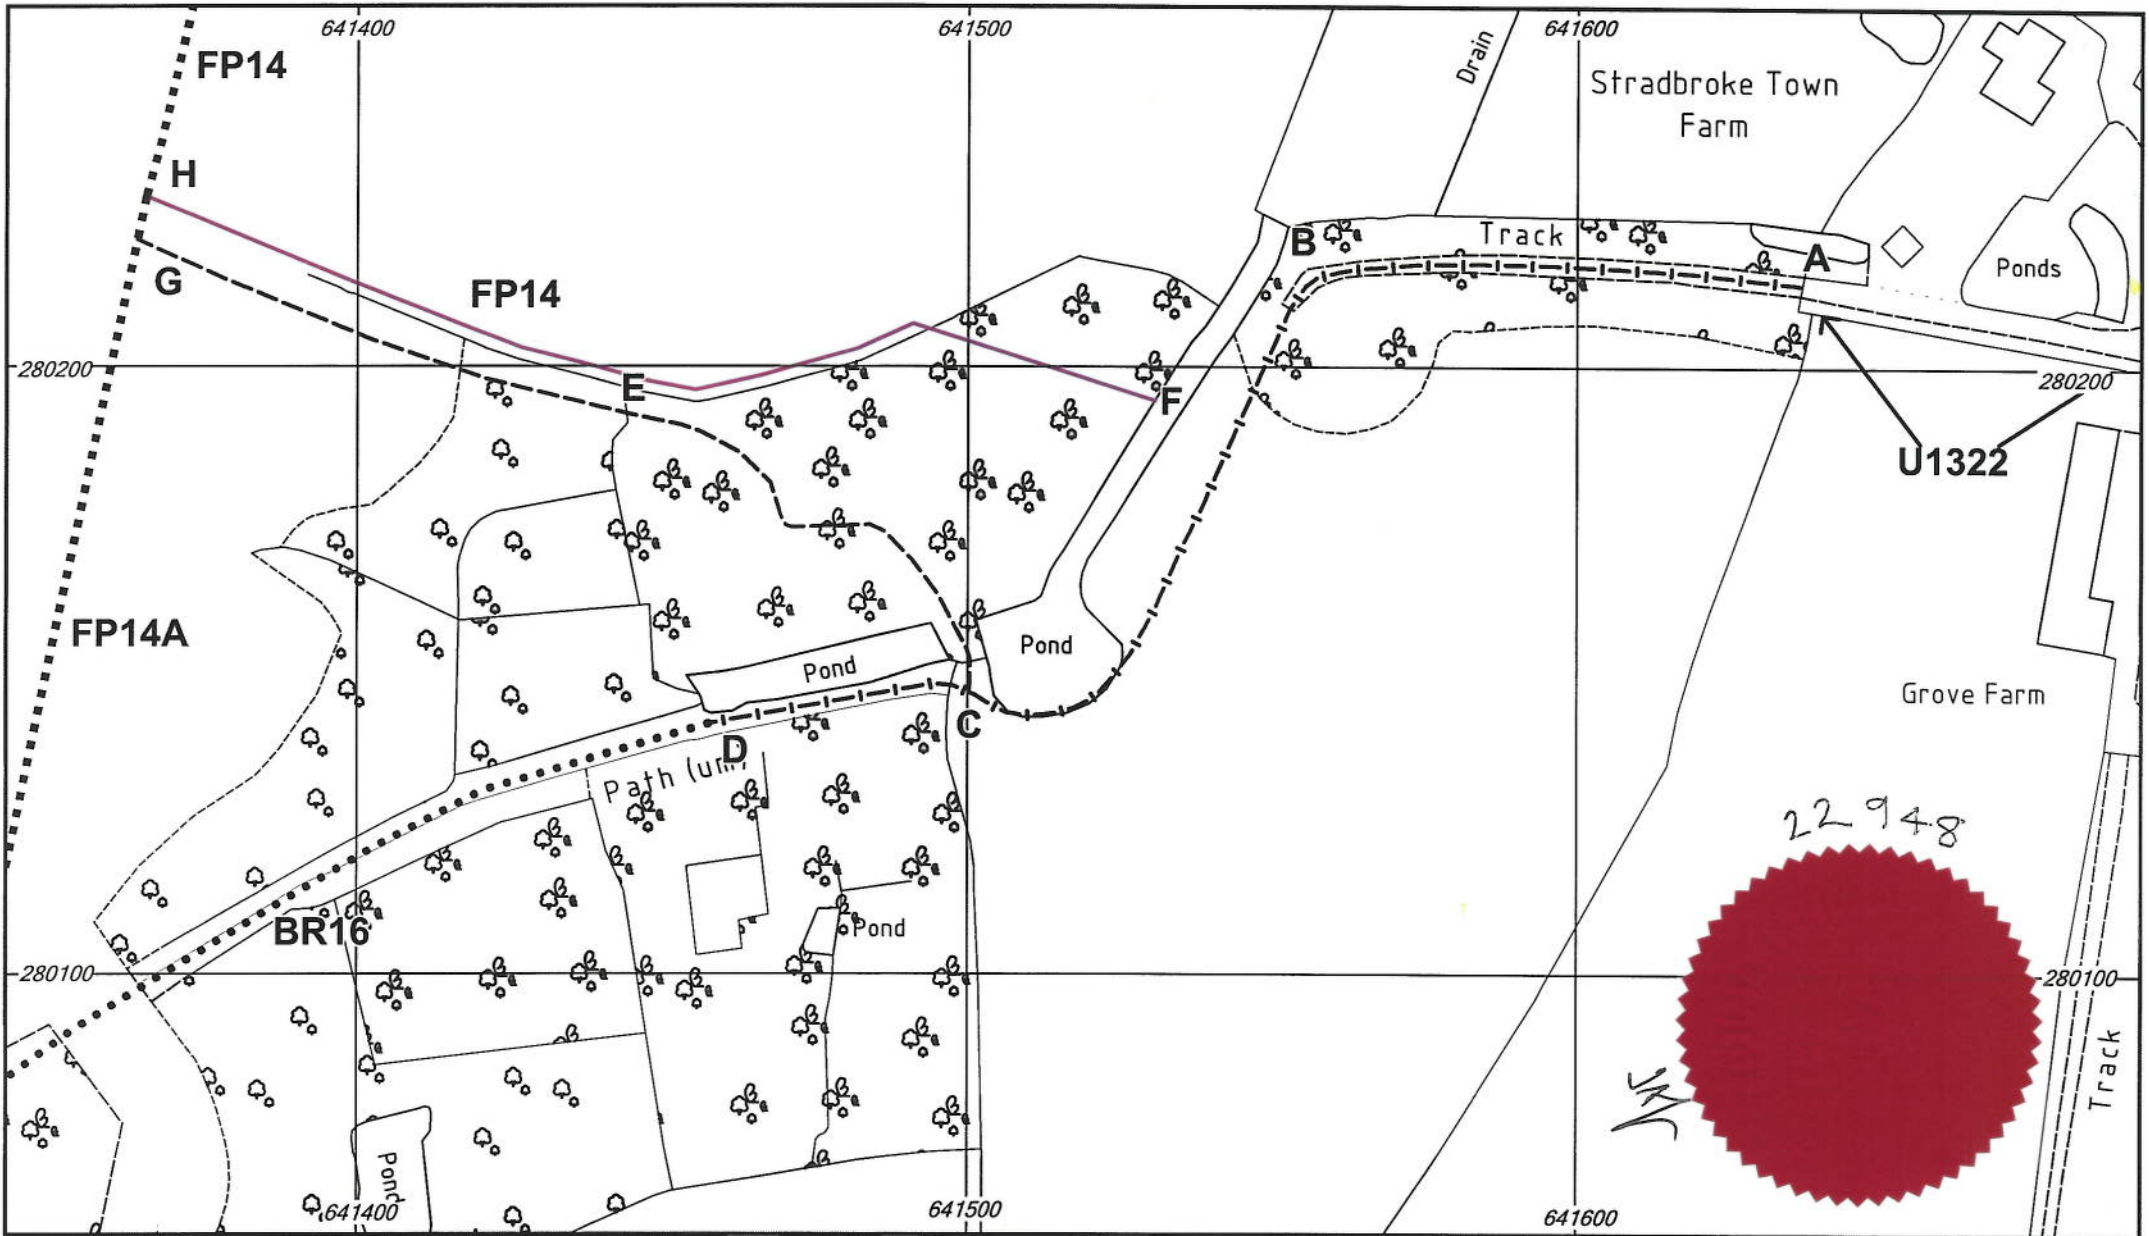 641400
641500
641600
FP14
Drain
Stradbroke Town
Farm
H
B
Track
A
G
FP14
Ponds
280200
E
F
280200
U1322
FP14A
Pond
Pond
Grove Farm
C
D
Path (um)
22948
BR16
Pond
280100
280100
Track
Pond
641400
641500
641600